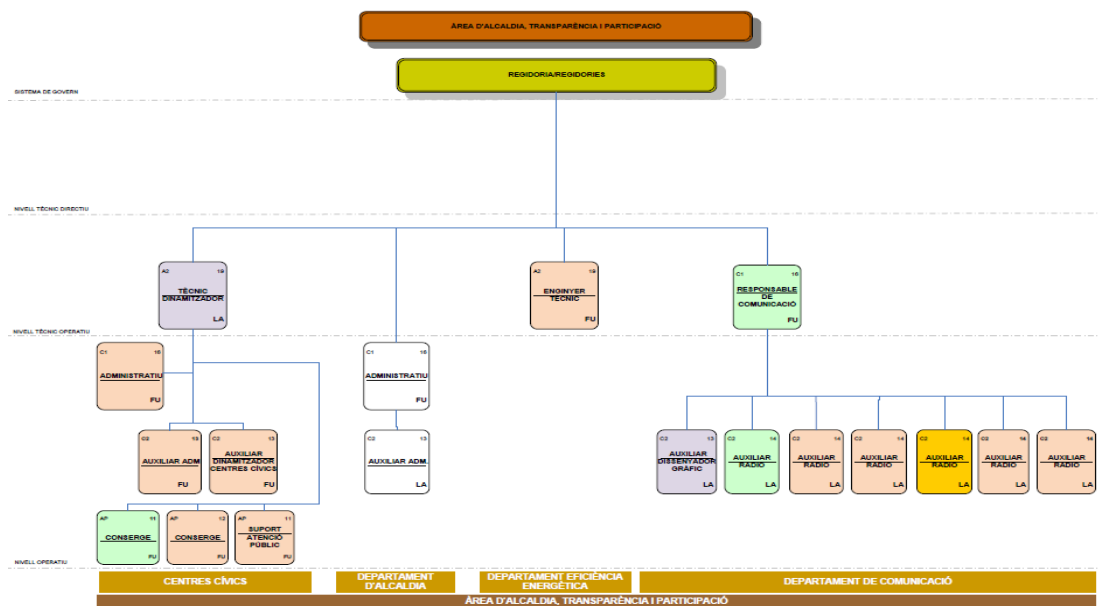 ÀREA D'ALCALDIA, TRANSPARÈNCIA I PARTICIPACIÓ
REGIDORIA/REGIDORIES
SISTEMA DE GOVERN
NIVELL TÈCNIC DIRECTIU
A2 19
TÈCNIC
DINAMITZADOR
LA
A2 19
ENGINYER
TÈCNIC
FU
C1 16
RESPONSABLE
DE
COMUNICACIÓ
FU
NIVELL TÈCNIC OPERATIU
C1 16
ADMINISTRATIU
FU
C1 16
ADMINISTRATIU
FU
C2 13
AUXILIAR ADM
FU
C2 13
AUXILIAR
DINAMITZADOR
CENTRES CÍVICS
FU
C2 13
AUXILIAR ADM.
LA
C2 13
AUXILIAR
DISSENYADOR
GRÀFIC
LA
C2 14
AUXILIAR
RADIO
LA
C2 14
AUXILIAR
RADIO
LA
C2 14
AUXILIAR
RADIO
LA
C2 14
AUXILIAR
RADIO
LA
C2 14
AUXILIAR
RADIO
LA
C2 14
AUXILIAR
RADIO
LA
AP 11
CONSERGE
FU
AP 12
CONSERGE
FU
AP 11
SUPORT
ATENCIÓ
PÚBLIC
FU
NIVELL OPERATIU
CENTRES CÍVICS
DEPARTAMENT
D'ALCALDIA
DEPARTAMENT EFICIÈNCIA
ENERGÈTICA
DEPARTAMENT DE COMUNICACIÓ
ÀREA D'ALCALDIA, TRANSPARÈNCIA I PARTICIPACIÓ